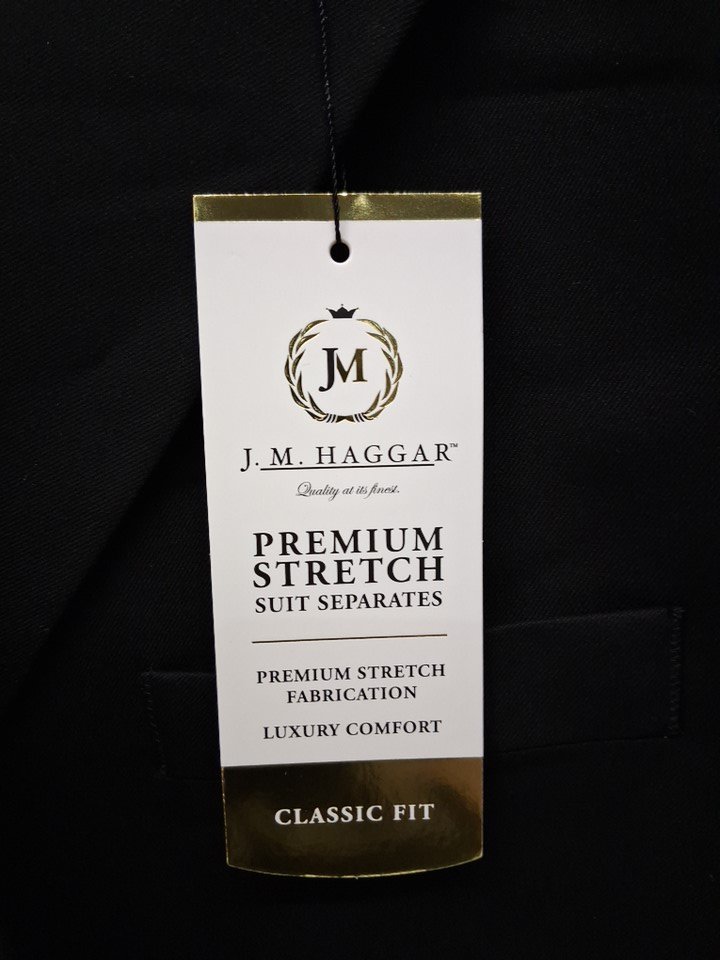 JM
J. M. HAGGAR™
Quality at its finest.
PREMIUM
STRETCH
SUIT SEPARATES
PREMIUM STRETCH
FABRICATION
LUXURY COMFORT
CLASSIC FIT